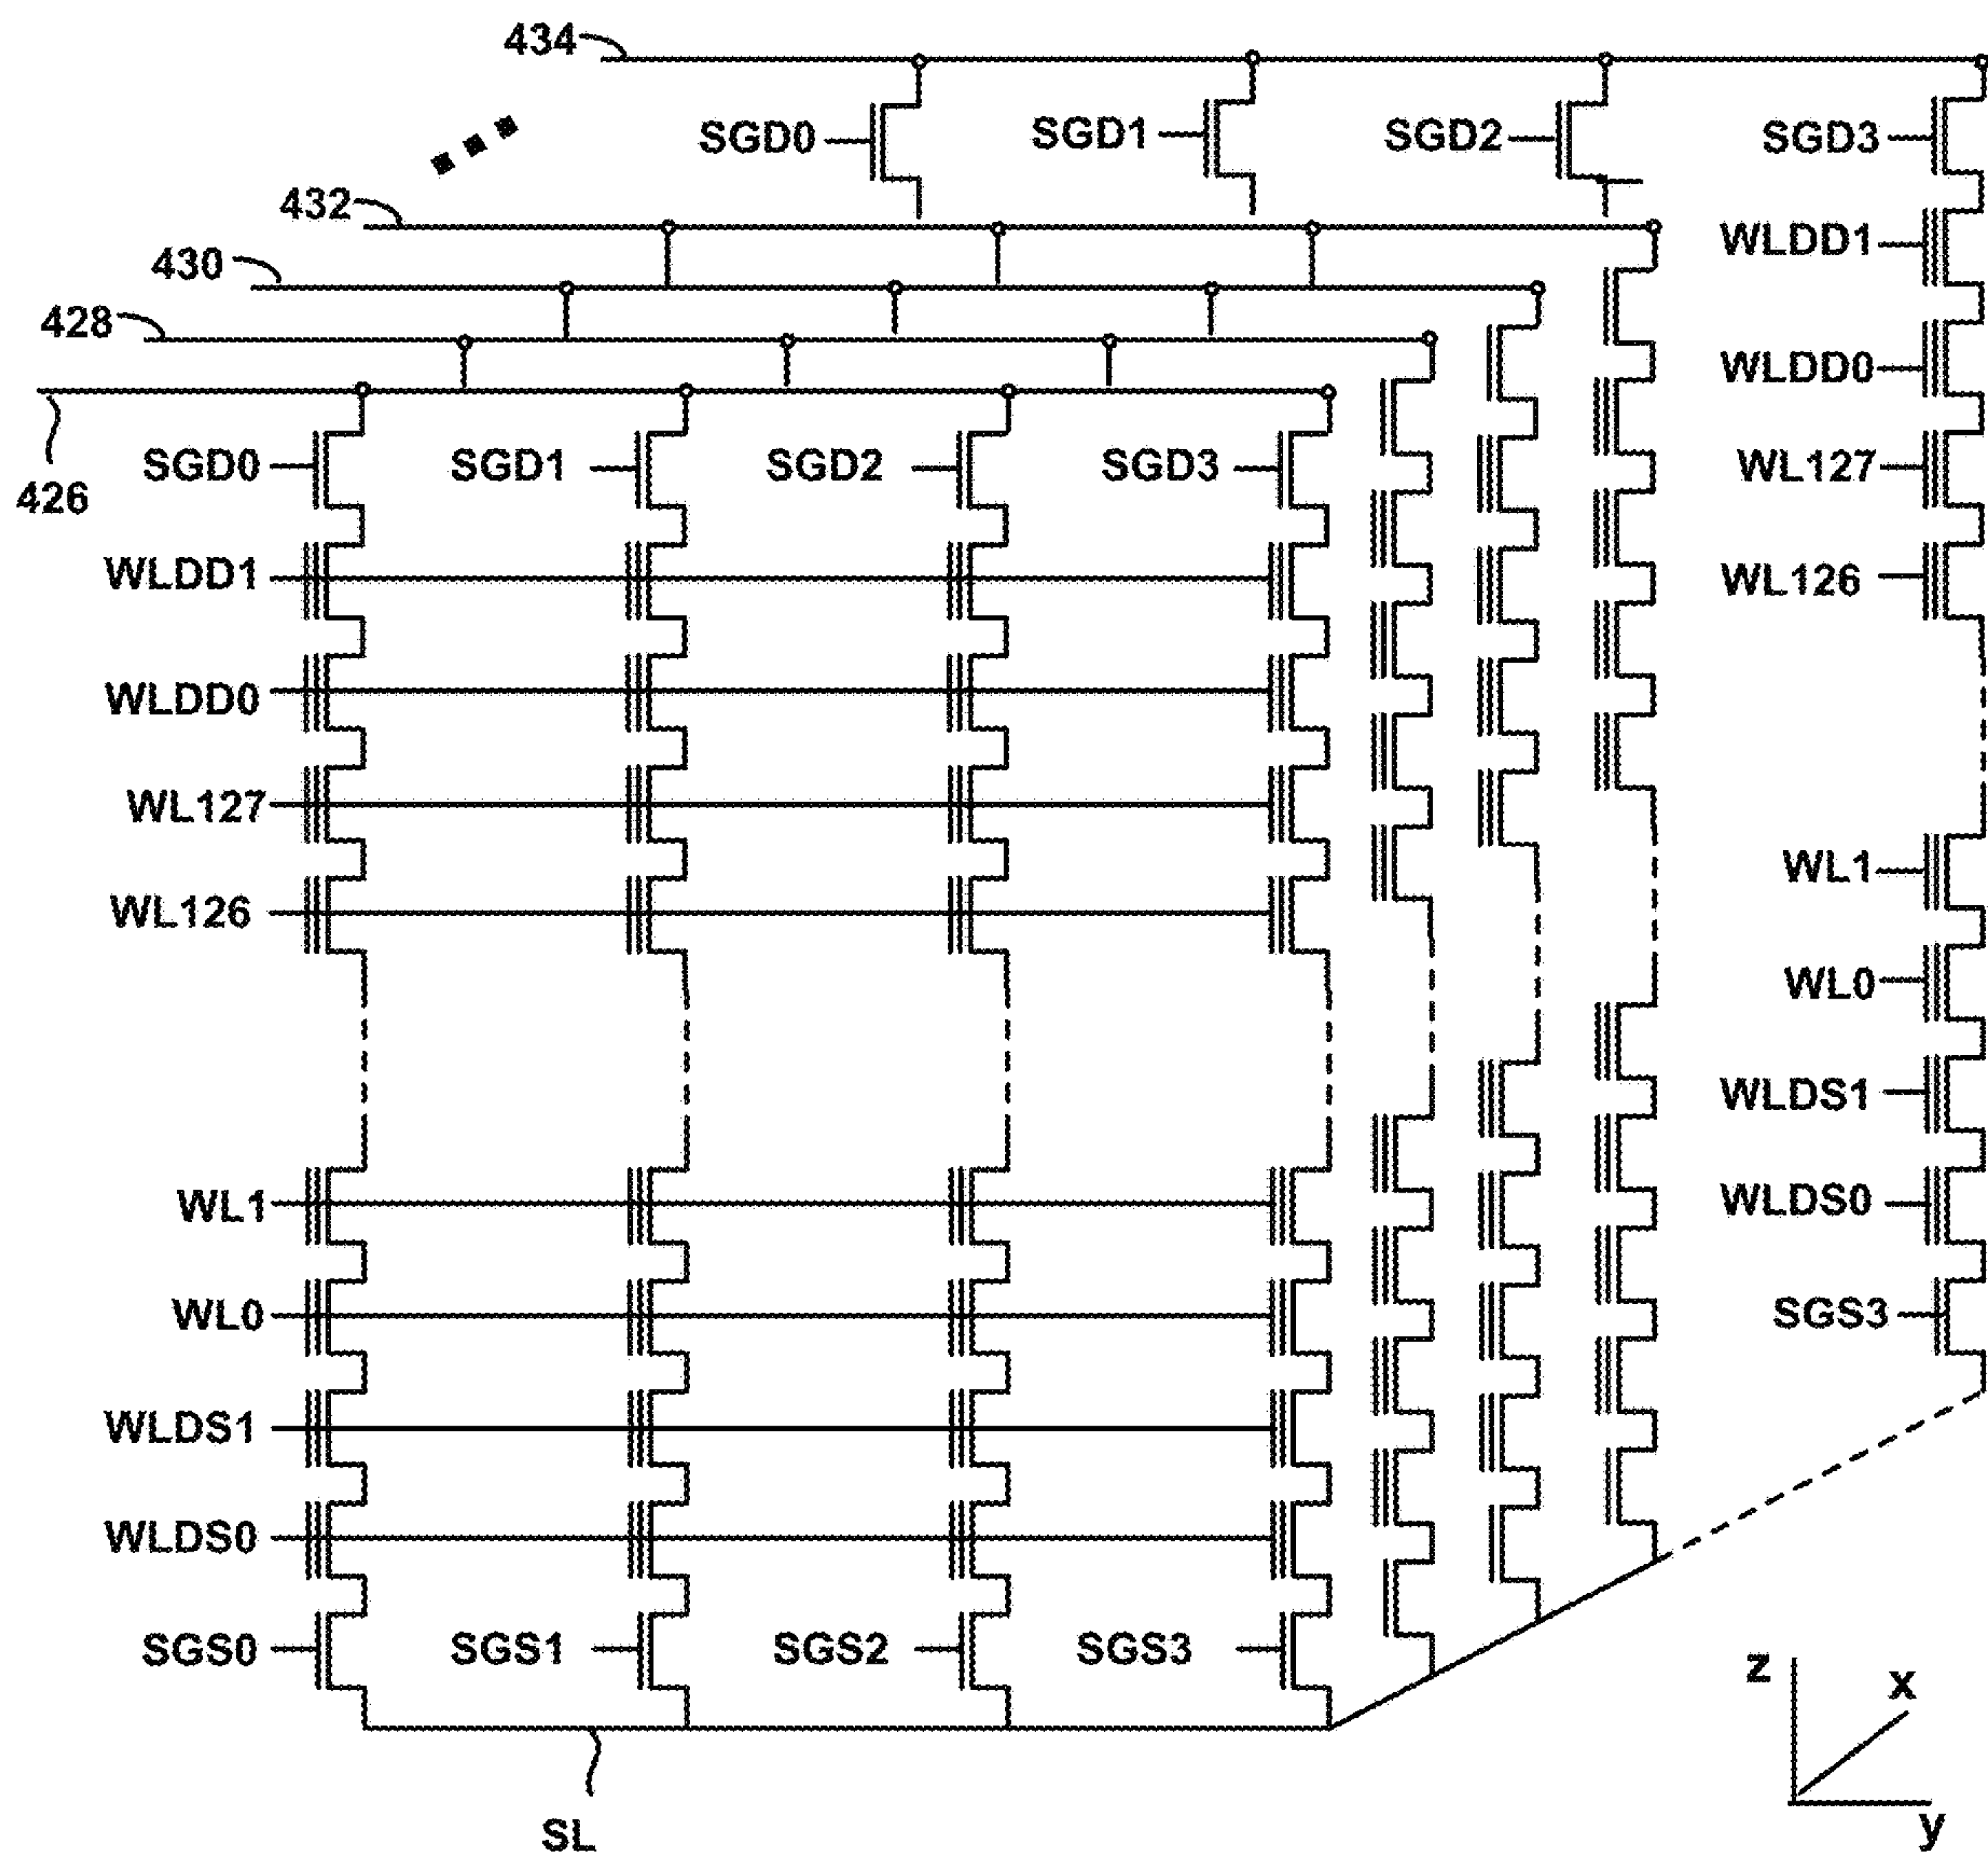 434
SGD0 SGD1 SGD2 SGD3
432
WLDD1
430
428
WLDD0
SGD0 SGD1 SGD2 SGD3
WL127
426
WLDD1
WL126
WLDD0
WL127
WL1
WL126
WL0
WLDS1
WL1
WLDS0
WL0
SGS3
WLDS1
WLDS0
SGS0 SGS1 SGS2 SGS3
z
x
SL
y